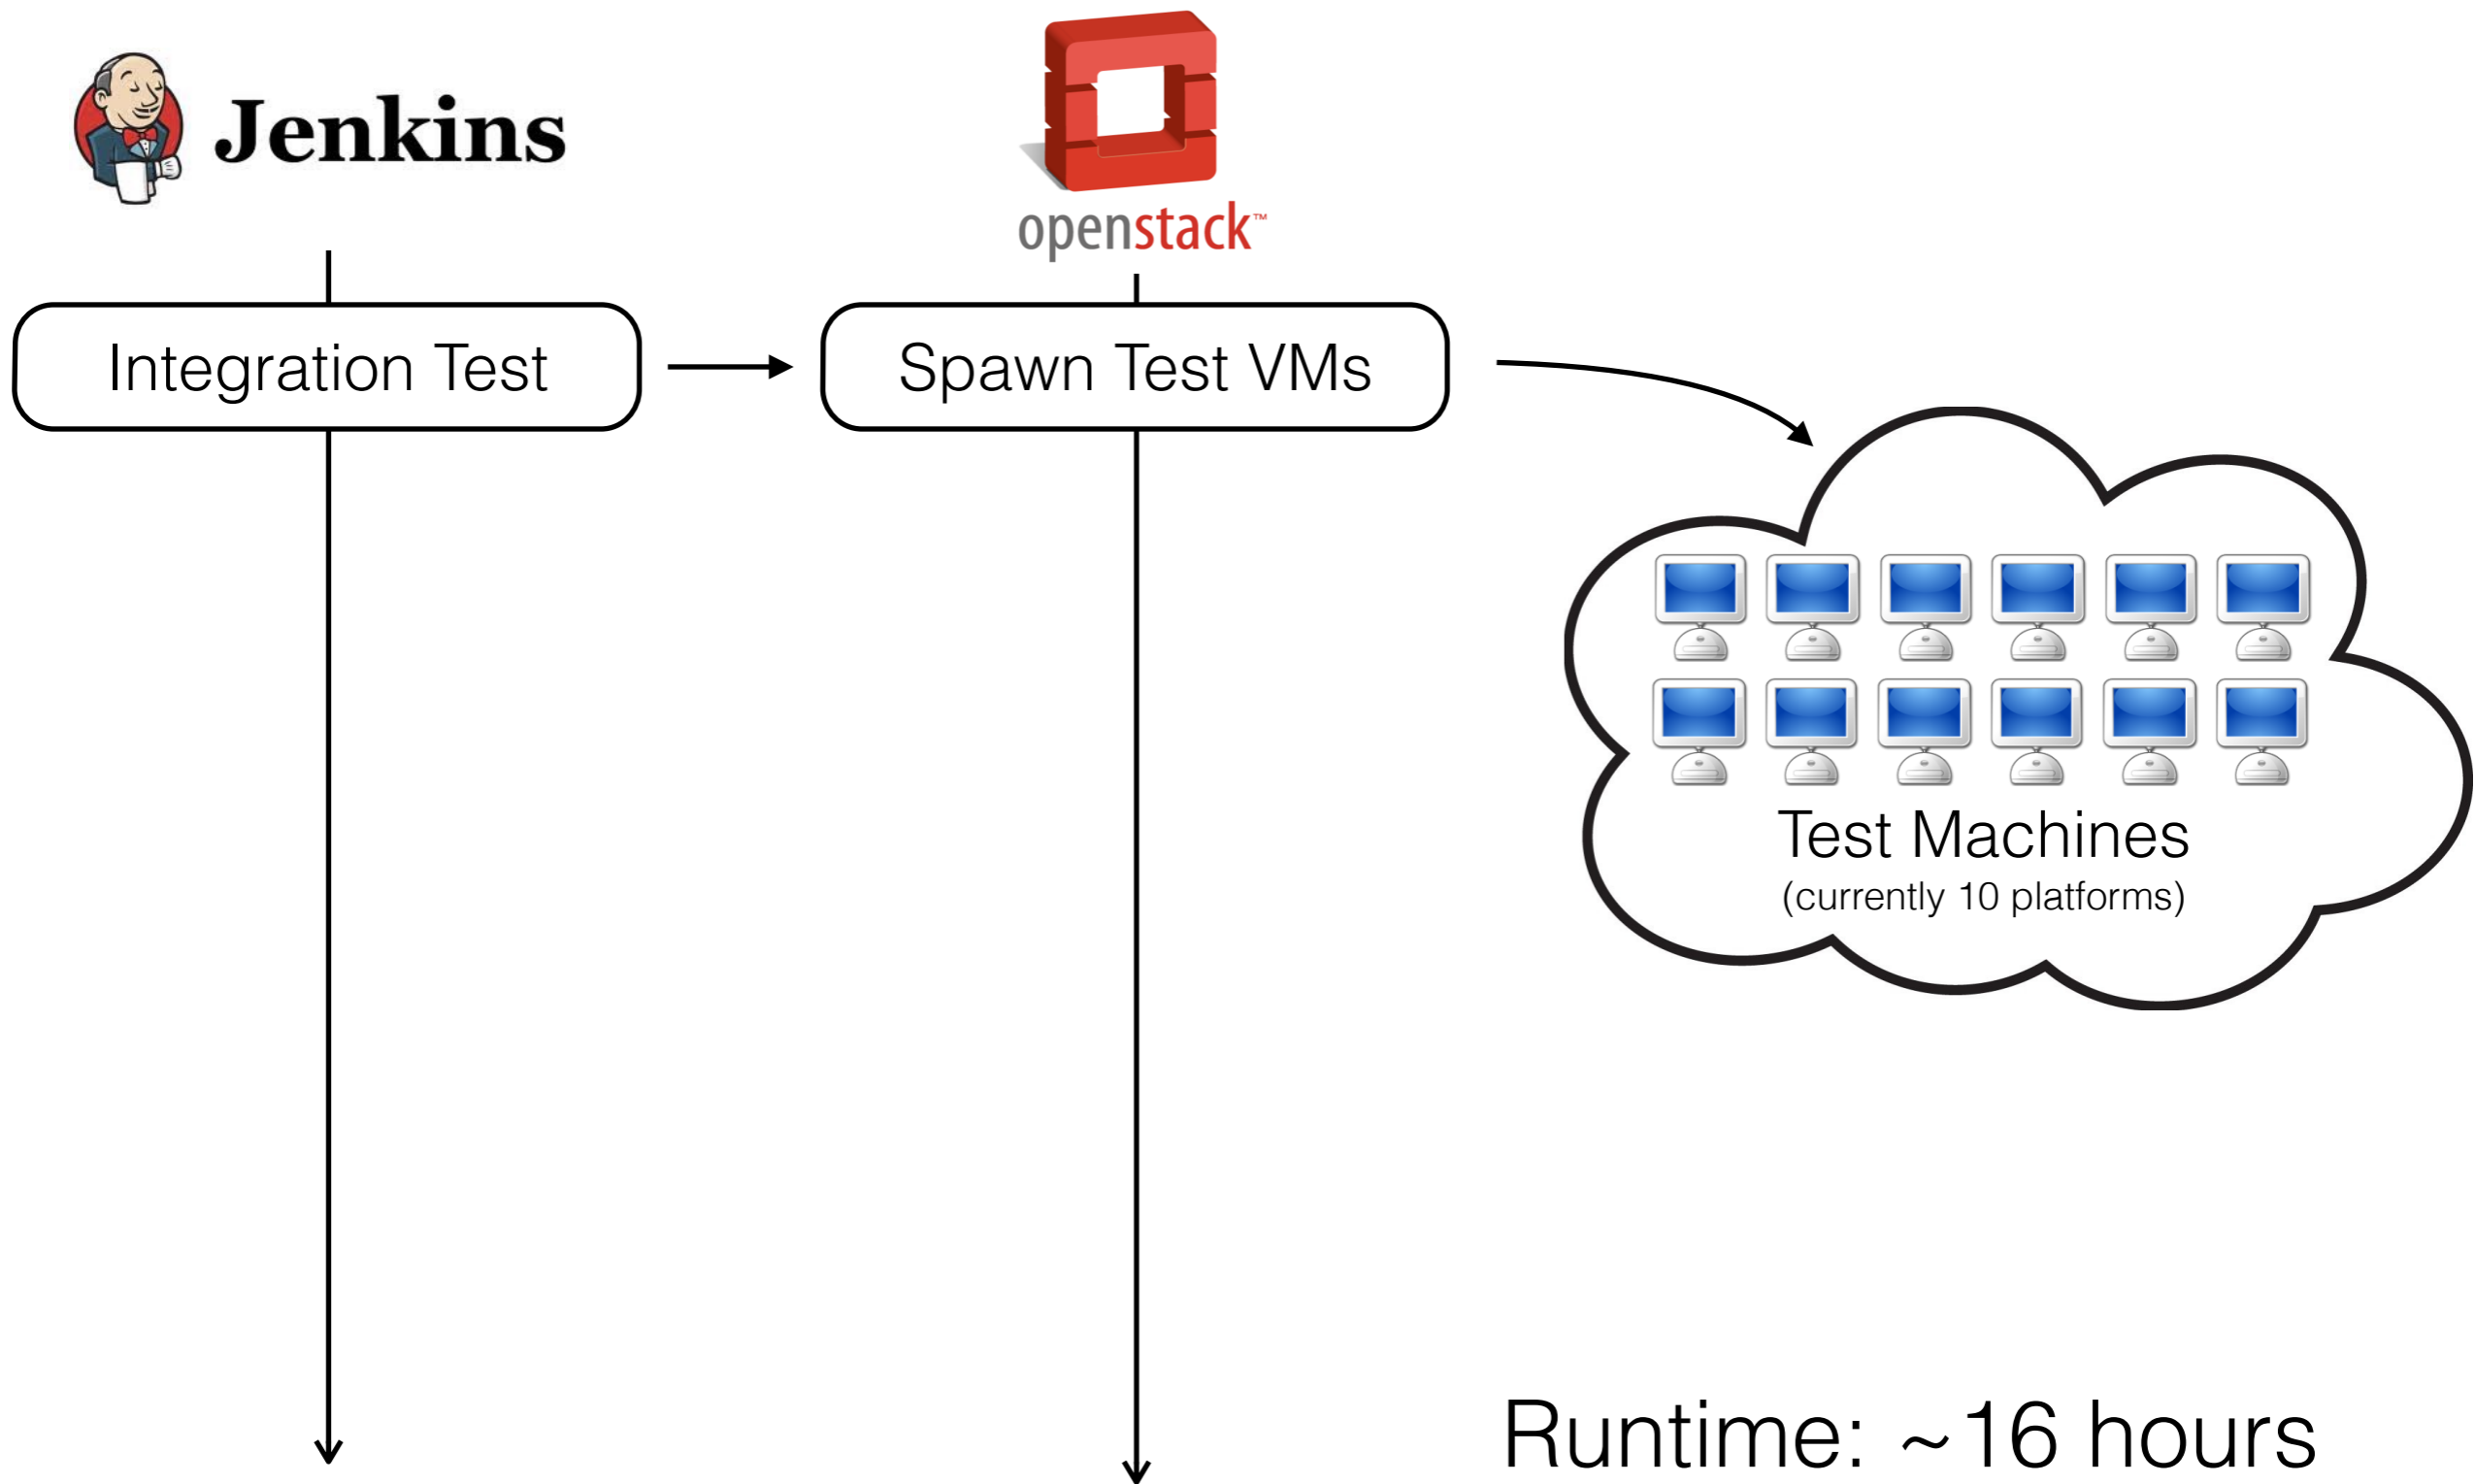 Jenkins
openstack™
Integration Test
Spawn Test VMs
Test Machines
(currently 10 platforms)
Runtime: ~16 hours